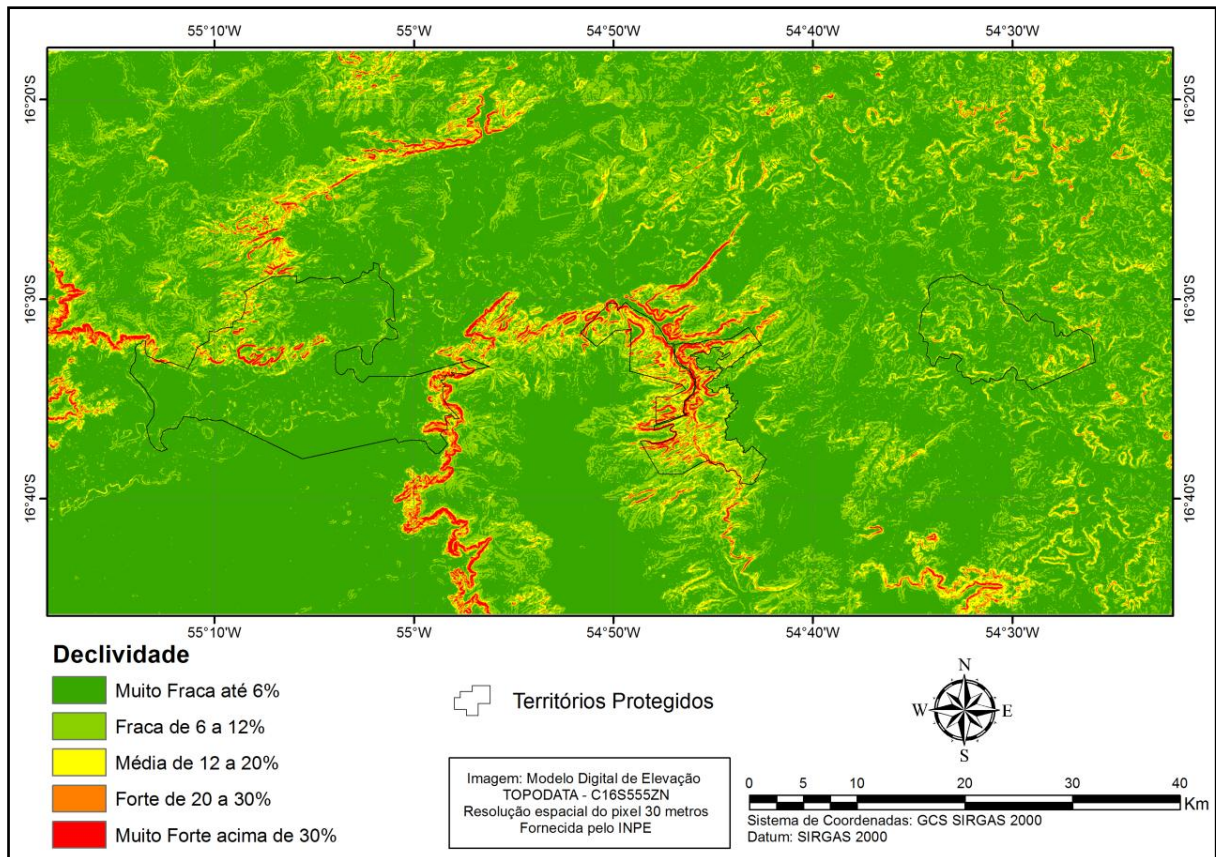 55°10'W 55°W 54°50'W 54°40'W 54°30'W
16°20'S 16°20'S
16°30'S 16°30'S
16°40'S 16°40'S
55°10'W 55°W 54°50'W 54°40'W 54°30'W
Declividade
Muito Fraca até 6%
Fraca de 6 a 12%
Média de 12 a 20%
Forte de 20 a 30%
Muito Forte acima de 30%
Territórios Protegidos
Imagem: Modelo Digital de Elevação
TOPODATA - C16S555ZN
Resolução espacial do pixel 30 metros
Fornecida pelo INPE
N
W E
S
0 5 10 20 30 40
Km
Sistema de Coordenadas: GCS SIRGAS 2000
Datum: SIRGAS 2000